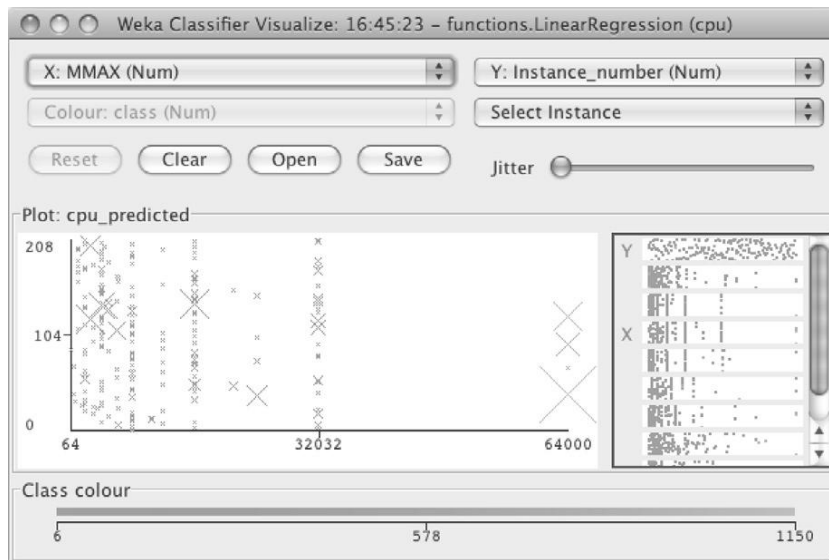 Weka Classifier Visualize: 16:45:23 - functions.LinearRegression (cpu)
X: MMAX (Num) Y: Instance_number (Num)
Colour: class (Num) Select Instance
Reset Clear Open Save Jitter
Plot: cpu_predicted
208
104
0
64 32032 64000
Y
X
Class colour
6 578 1150